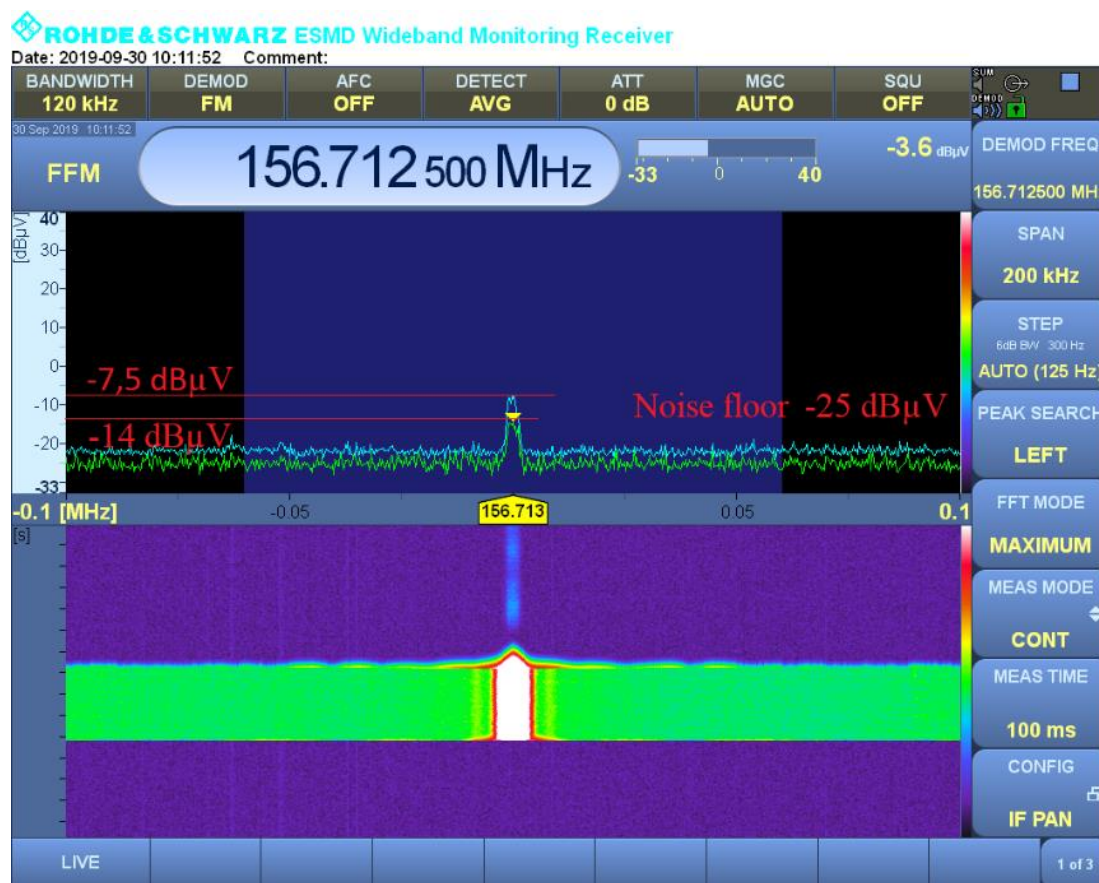 ROHDE & SCHWARZ ESMD Wideband Monitoring Receiver
Date: 2019-09-30 10:11:52 Comment:
BANDWIDTH DEMOD AFC DETECT ATT MGC SQU SUM
120 kHz FM OFF AVG 0 dB AUTO OFF DEMOD
30 Sep 2019 10:11:52
FFM 156.712 500 MHz -33 0 40 -3.6 dBµV
DEMOD FREQ
156.712500 MH
[dBµV]
40
30
20
10
0
-10
-20
-33
-7,5 dBµV
-14 dBµV
Noise floor -25 dBµV
SPAN
200 kHz
STEP
6dB BW 300 Hz
AUTO (125 Hz)
PEAK SEARCH
LEFT
-0.1 [MHz] -0.05 156.713 0.05 0.1
[s]
FFT MODE
MAXIMUM
MEAS MODE
CONT
MEAS TIME
100 ms
CONFIG
IF PAN
LIVE
1 of 3